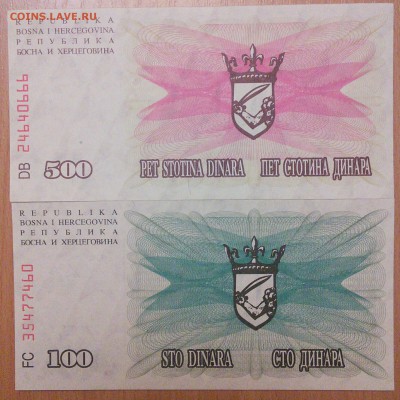 COINS.LAVE.RU
REPUBLIKA
BOSNA I HERCEGOVINA
РЕПУБЛИКА
БОСНА И ХЕРЦЕГОВИНА
DB 24640666
500
PET STOTINA DINARA ПЕТ СТОТИНА ДИНАРА
REPUBLIKA
BOSNA I HERCEGOVINA
РЕПУБЛИКА
БОСНА И ХЕРЦЕГОВИНА
FC 35477460
100
STO DINARA СТО ДИНАРА